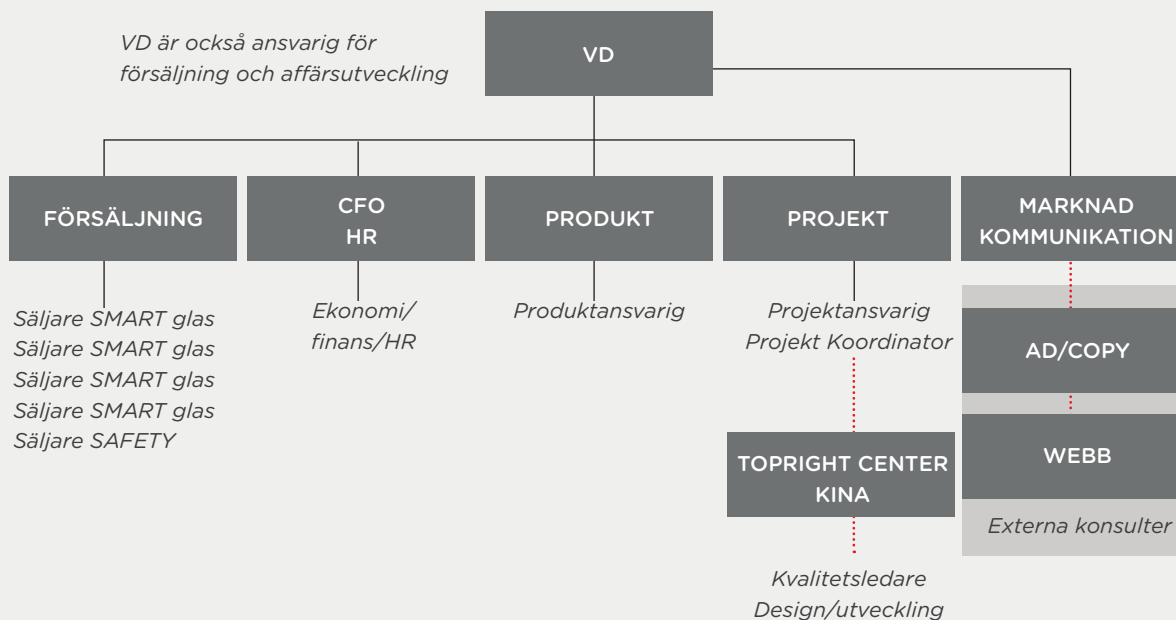 VD är också ansvarig för
försäljning och affärsutveckling
VD
FÖRSÄLJNING
CFO
HR
PRODUKT
PROJEKT
MARKNAD
KOMMUNIKATION
Säljare SMART glas
Säljare SMART glas
Säljare SMART glas
Säljare SMART glas
Säljare SAFETY
Ekonomi/
finans/HR
Produktansvarig
Projektansvarig
Projekt Koordinator
AD/COPY
TOPRIGHT CENTER
KINA
WEBB
Externa konsulter
Kvalitetsledare
Design/utveckling